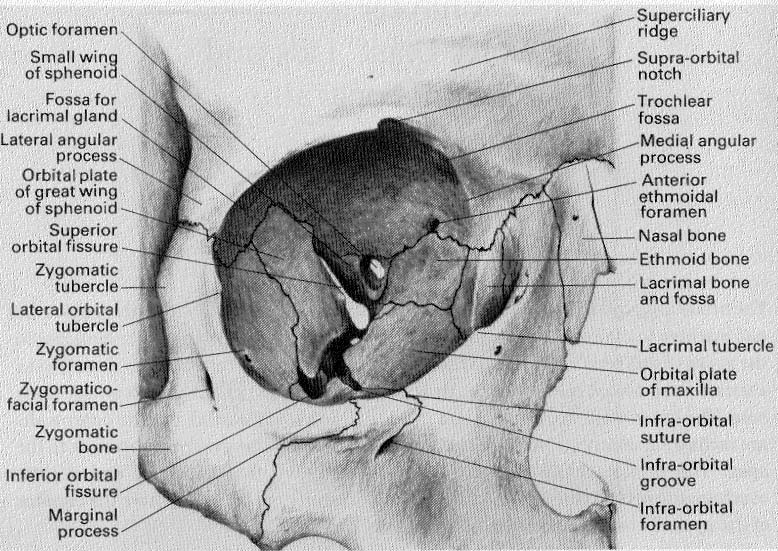 Optic foramen
Small wing
of sphenoid
Fossa for
lacrimal gland
Lateral angular
process
Orbital plate
of great wing
of sphenoid
Superior
orbital fissure
Zygomatic
tubercle
Lateral orbital
tubercle
Zygomatic
foramen
Zygomatico-
facial foramen
Zygomatic
bone
Inferior orbital
fissure
Marginal
process
Superciliary
ridge
Supra-orbital
notch
Trochlear
fossa
Medial angular
process
Anterior
ethmoidal
foramen
Nasal bone
Ethmoid bone
Lacrimal bone
and fossa
Lacrimal tubercle
Orbital plate
of maxilla
Infra-orbital
suture
Infra-orbital
groove
Infra-orbital
foramen